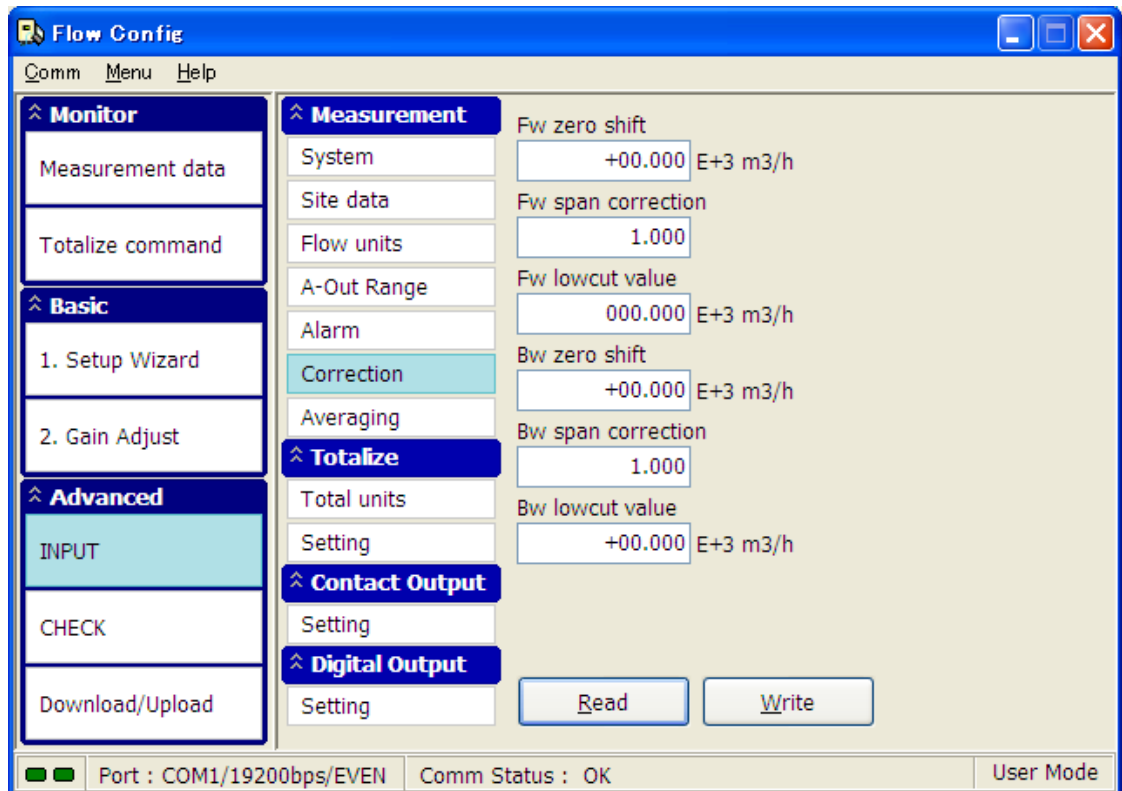 Flow Config
Comm Menu Help
Monitor
Measurement data
Totalize command
Basic
1. Setup Wizard
2. Gain Adjust
Advanced
INPUT
CHECK
Download/Upload
Measurement
System
Site data
Flow units
A-Out Range
Alarm
Correction
Averaging
Totalize
Total units
Setting
Contact Output
Setting
Digital Output
Setting
Fw zero shift
+00.000 E+3 m3/h
Fw span correction
1.000
Fw lowcut value
000.000 E+3 m3/h
Bw zero shift
+00.000 E+3 m3/h
Bw span correction
1.000
Bw lowcut value
+00.000 E+3 m3/h
Read Write
Port : COM1/19200bps/EVEN Comm Status : OK User Mode